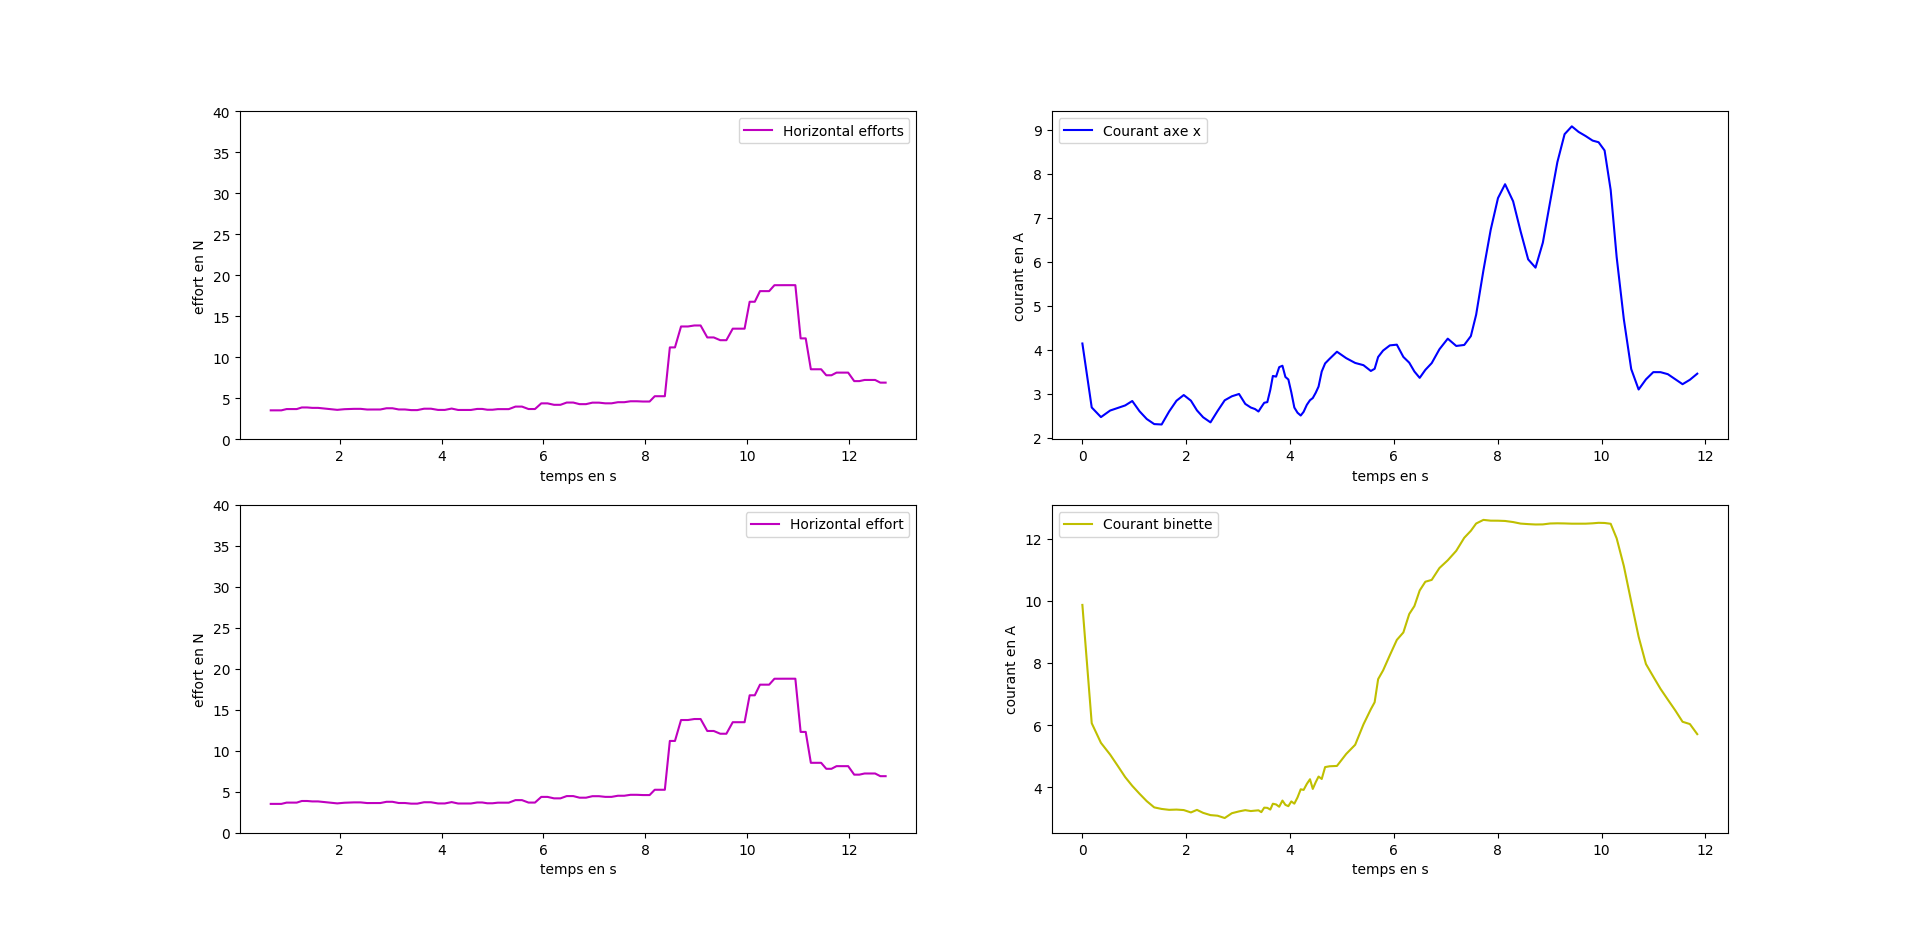 Horizontal efforts
effort en N
0 5 10 15 20 25 30 35 40
2 4 6 8 10 12
temps en s
Courant axe x
courant en A
2 3 4 5 6 7 8 9
0 2 4 6 8 10 12
temps en s
Horizontal effort
effort en N
0 5 10 15 20 25 30 35 40
2 4 6 8 10 12
temps en s
Courant binette
courant en A
4 6 8 10 12
0 2 4 6 8 10 12
temps en s